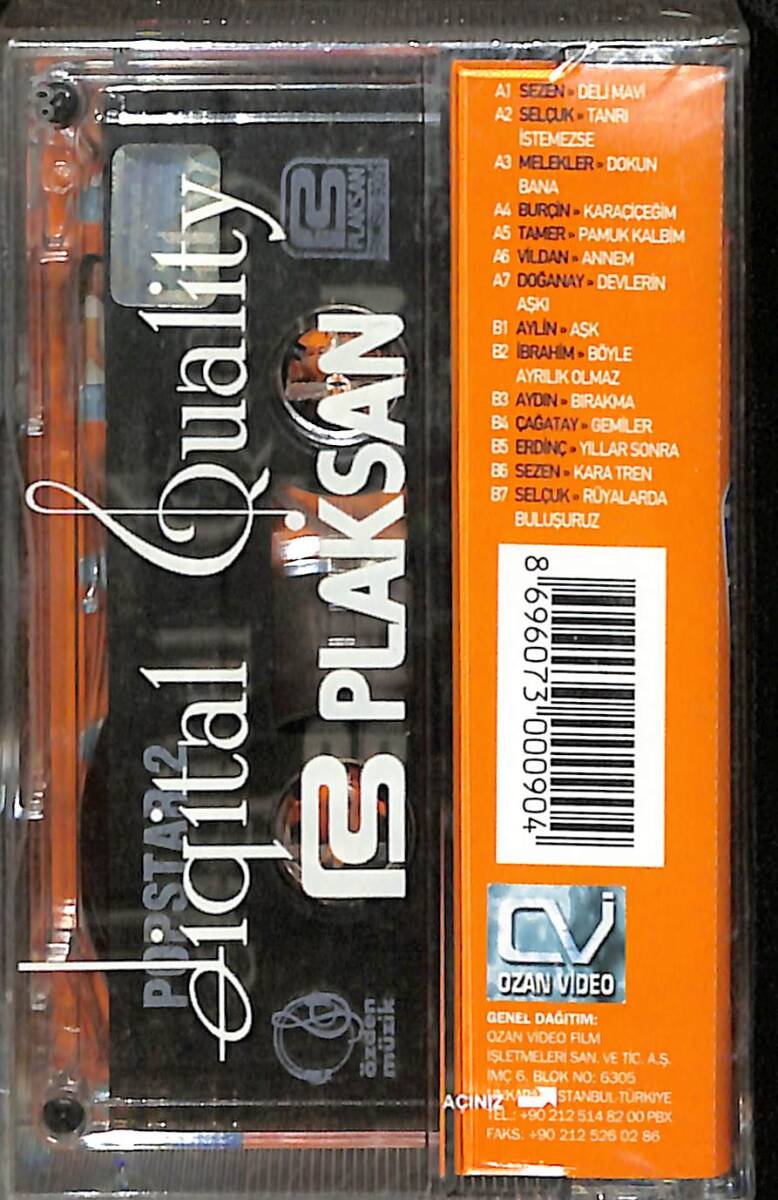 A1 SEZEN » DELİ MAVİ
A2 SELÇUK » TANRI
İSTEMEZSE
A3 MELEKLER » DOKUN
BANA
A4 BURÇİN » KARAÇİÇEĞİM
A5 TAMER » PAMUK KALBİM
A6 VİLDAN » ANNEM
A7 DOĞANAY » DEVLERİN
AŞKI
B1 AYLİN » AŞK
B2 İBRAHİM » BÖYLE
AYRILIK OLMAZ
B3 AYDIN » BIRAKMA
B4 ÇAĞATAY » GEMİLER
B5 ERDİNÇ » YILLAR SONRA
B6 SEZEN » KARA TREN
B7 SELÇUK » RÜYALARDA
BULUŞURUZ
8 696073 000904
OZAN VİDEO
GENEL DAĞITIM:
OZAN VİDEO FİLM
İŞLETMELERİ SAN. VE TİC. A.Ş.
İMÇ 6. BLOK NO: 6305
İSTANBUL-TÜRKİYE
TEL.: +90 212 514 82 00 PBX
FAKS: +90 212 526 02 86
AÇINIZ
POPSTAR 2
Digital Quality
PLAKSAN
PLAKSAN
özden
müzik